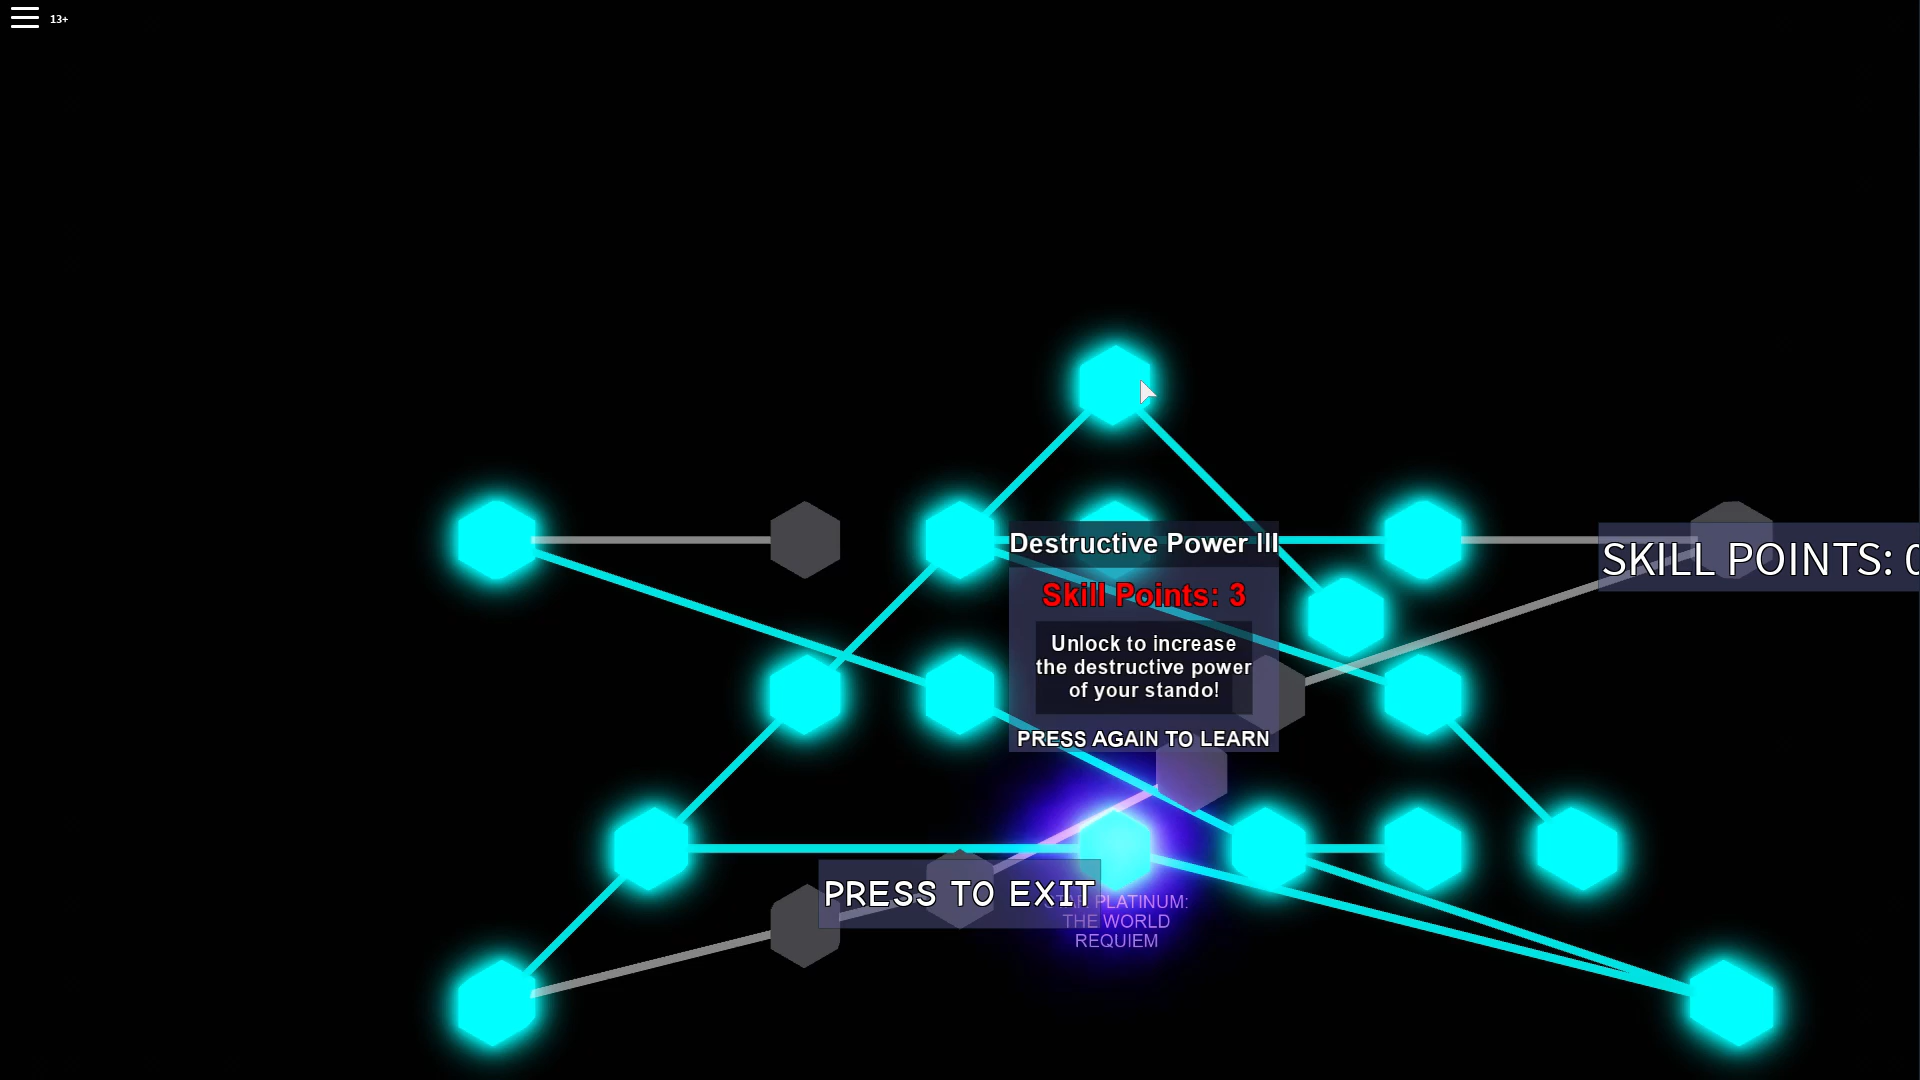 13+
Destructive Power III
SKILL POINTS: 0
Skill Points: 3
Unlock to increase
the destructive power
of your stando!
PRESS AGAIN TO LEARN
PRESS TO EXIT
PLATINUM:
THE WORLD
REQUIEM